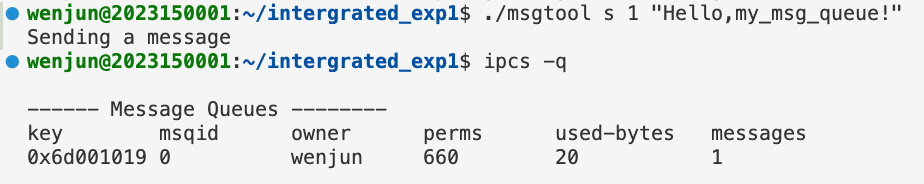 wenjun@2023150001:~/intergrated_exp1$ ./msgtool s 1 "Hello,my_msg_queue!"
Sending a message
wenjun@2023150001:~/intergrated_exp1$ ipcs -q
------ Message Queues --------
key        msqid      owner      perms      used-bytes   messages
0x6d001019 0          wenjun     660        20           1